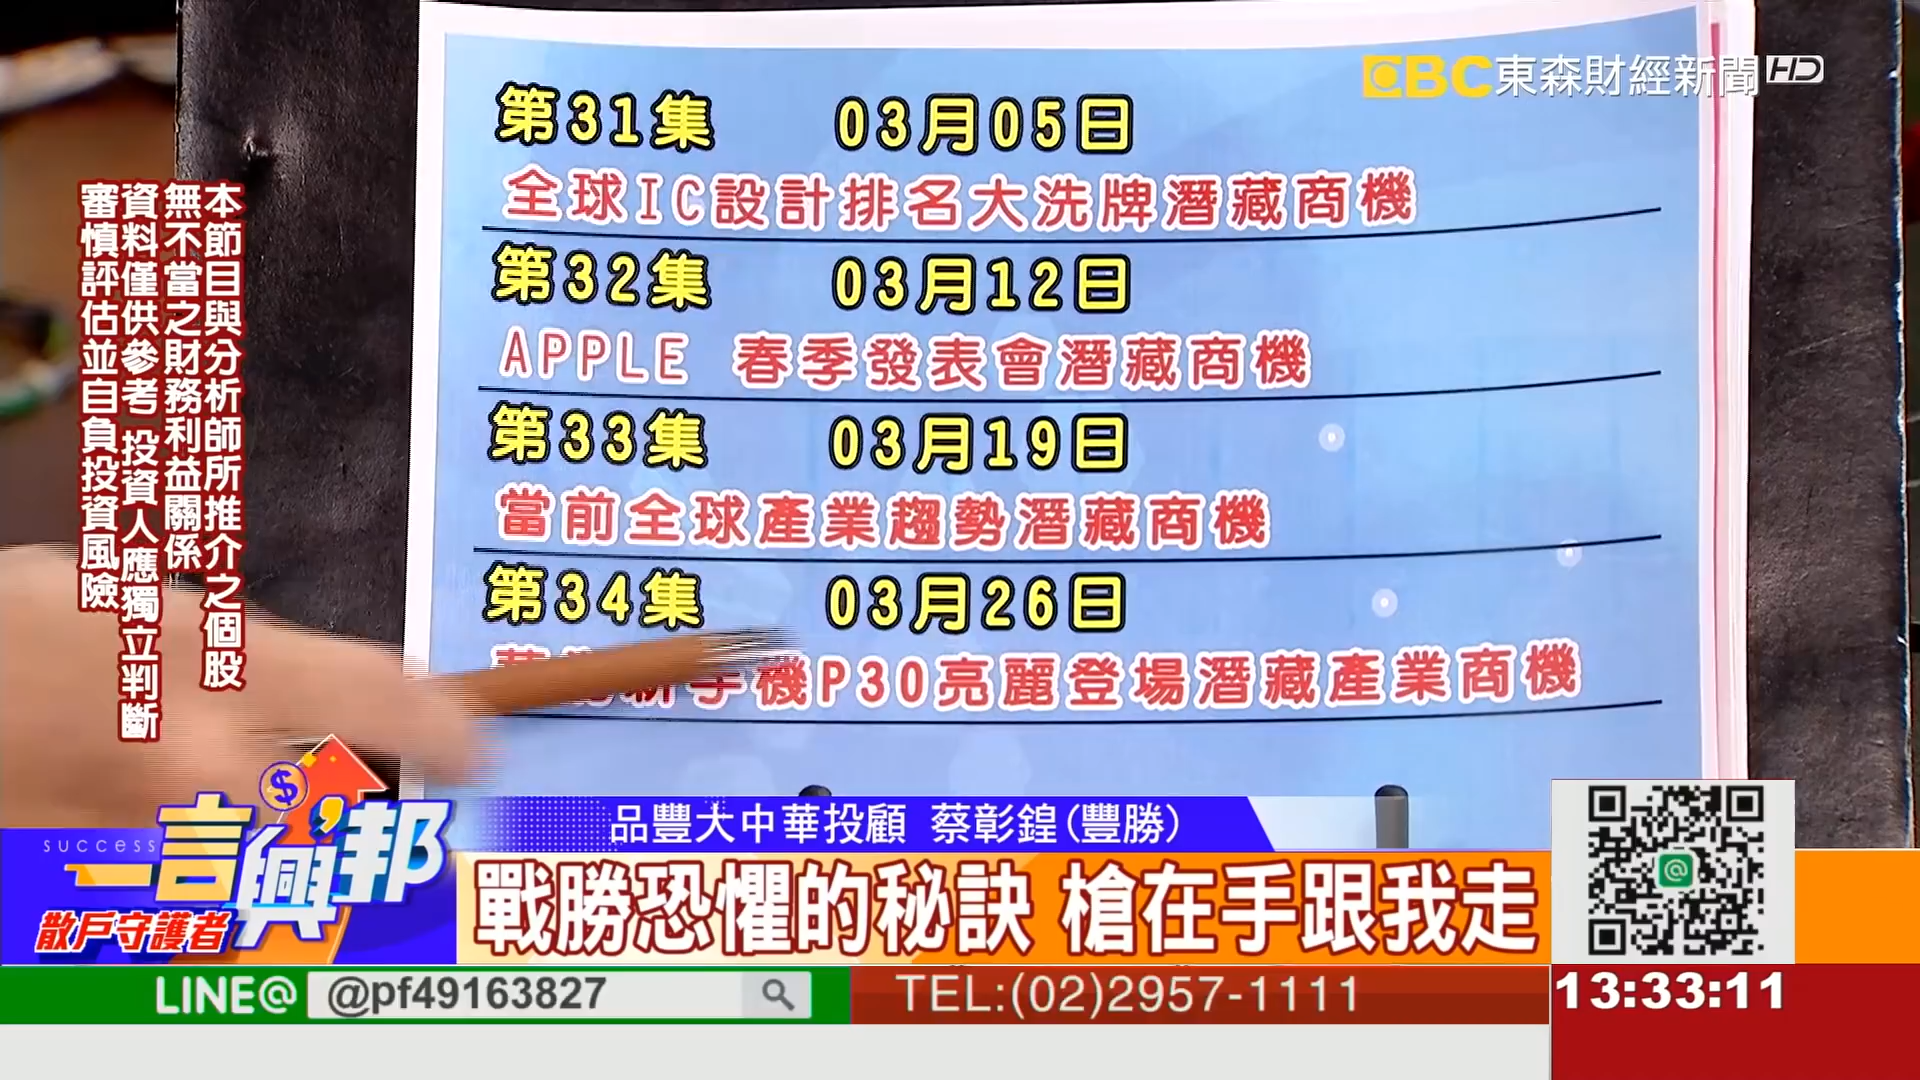 EBC東森財經新聞HD
第31集 03月05日
全球IC設計排名大洗牌潛藏商機
第32集 03月12日
APPLE 春季發表會潛藏商機
第33集 03月19日
當前全球產業趨勢潛藏商機
第34集 03月26日
新手機P30亮麗登場潛藏產業商機
本節目與分析師所推介之個股
無不當之財務利益關係
資料僅供參考 投資人應獨立判斷
審慎評估並自負投資風險
success
一言興邦
散戶守護者
品豐大中華投顧 蔡彰鍠(豐勝)
戰勝恐懼的秘訣 槍在手跟我走
LINE@ @pf49163827
TEL:(02)2957-1111
13:33:11